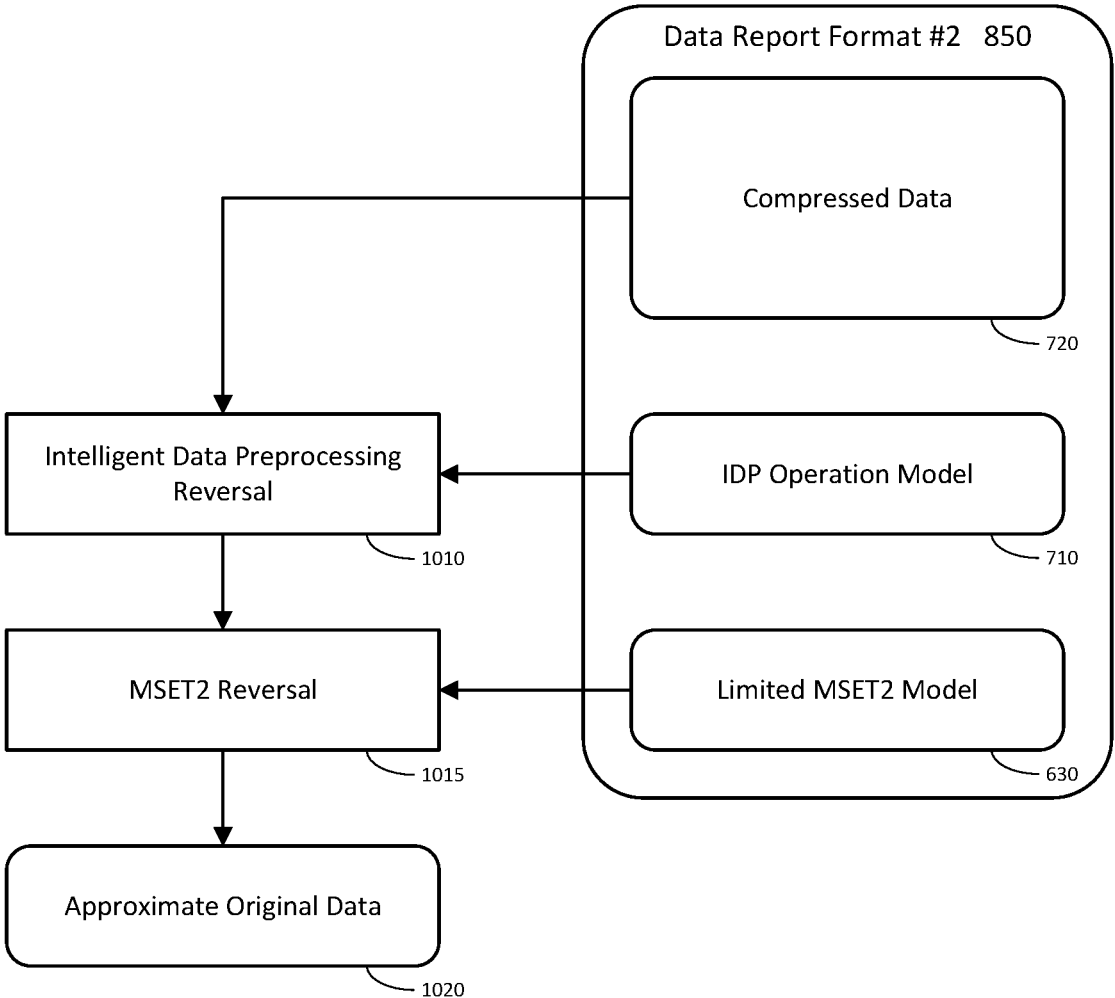 Data Report Format #2 850
Compressed Data
720
Intelligent Data Preprocessing
Reversal
1010
IDP Operation Model
710
MSET2 Reversal
1015
Limited MSET2 Model
630
Approximate Original Data
1020